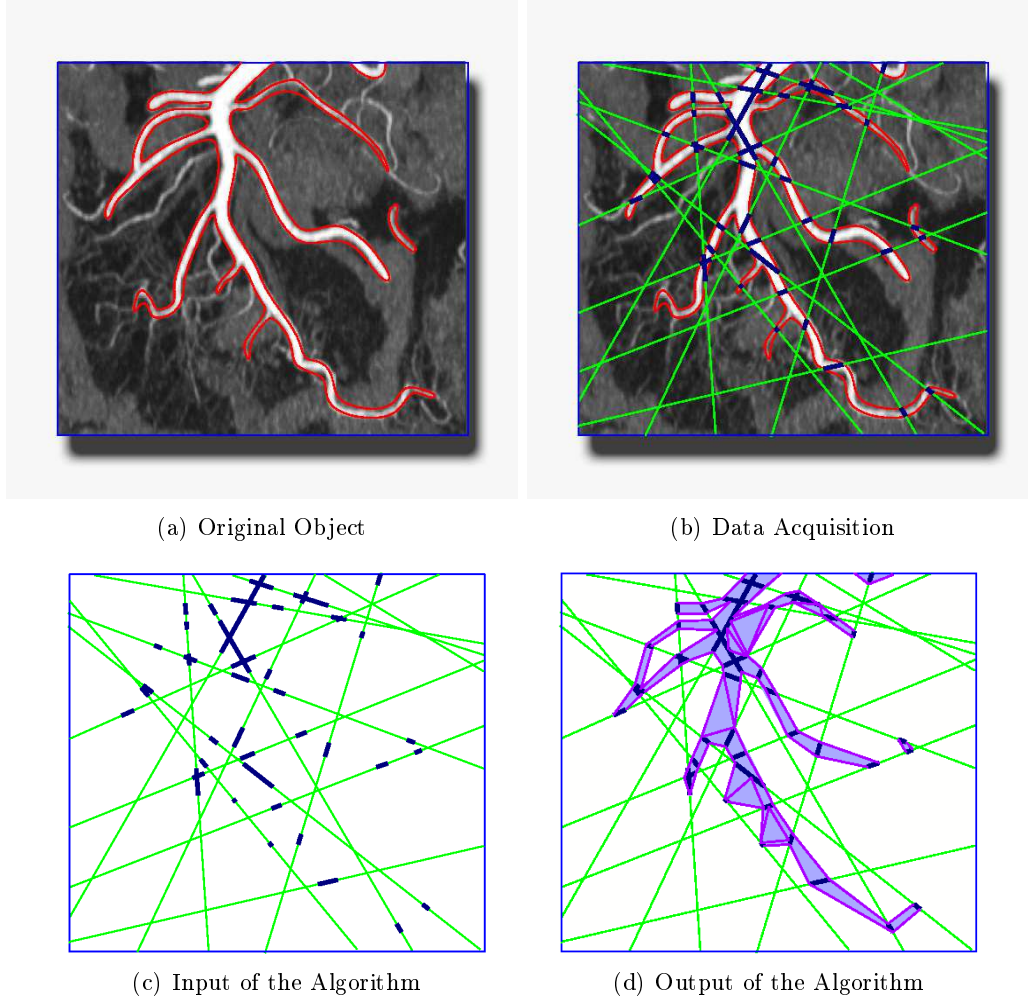 (a) Original Object
(b) Data Acquisition
(c) Input of the Algorithm
(d) Output of the Algorithm